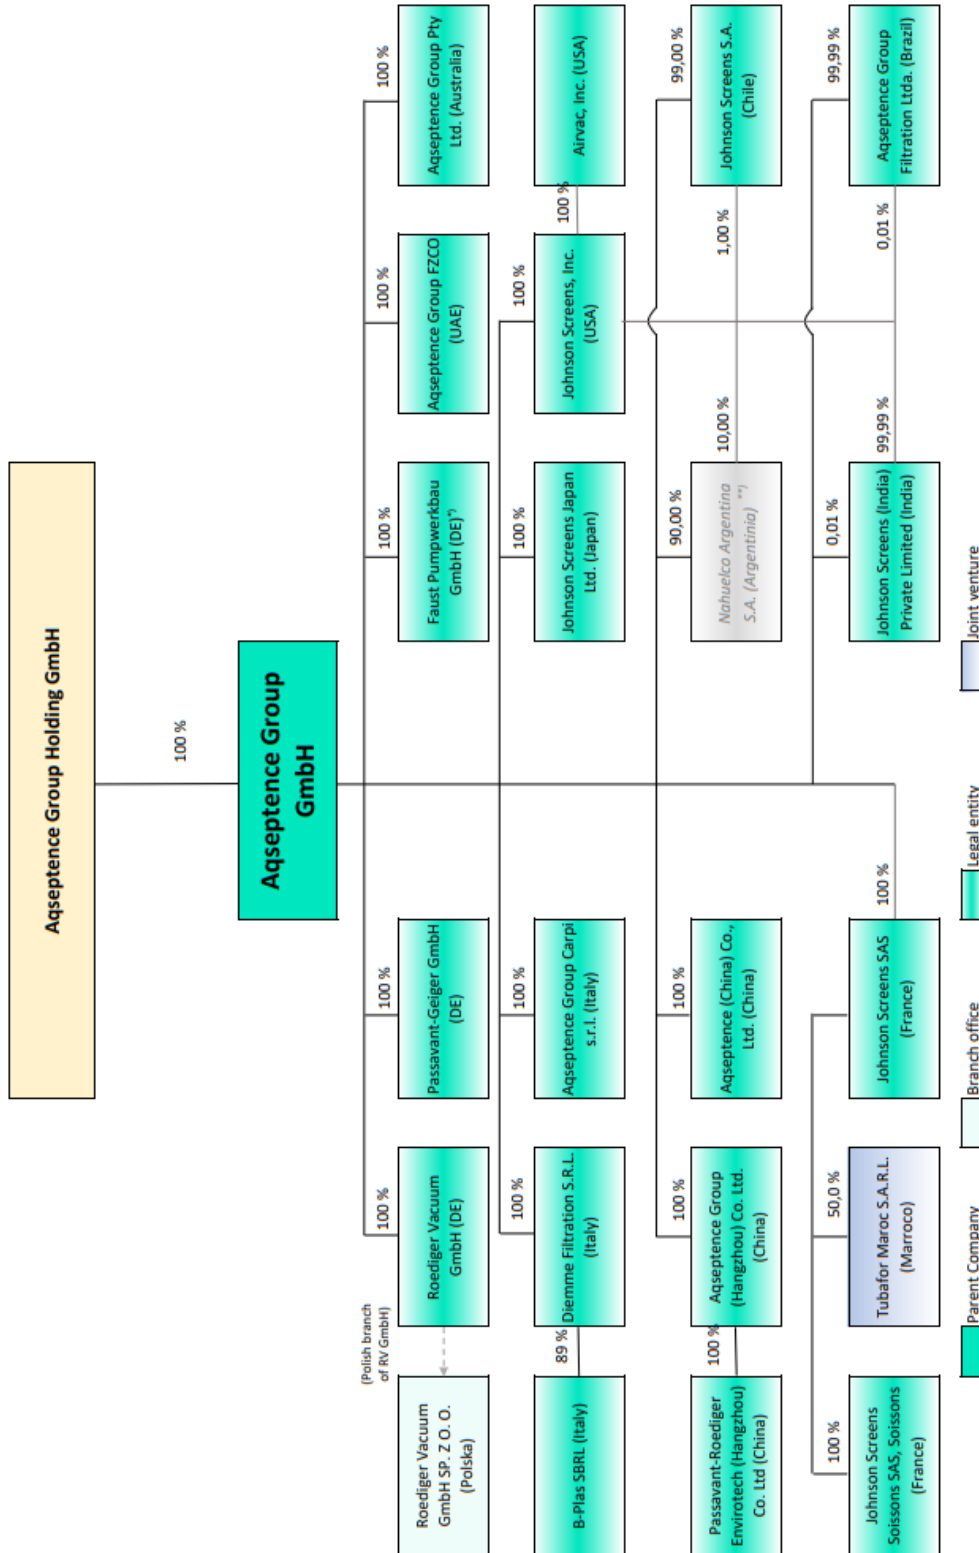 Aqseptence Group Holding GmbH
100 %
Aqseptence Group
GmbH
(Polish branch
of RV GmbH)
100 %
100 %
100 %
100 %
100 %
Roediger Vacuum
GmbH SP. Z O. O.
(Polska)
Roediger Vacuum
GmbH (DE)
Passavant-Geiger GmbH
(DE)
Faust Pumpwerkbau
GmbH (DE)*)
Aqseptence Group FZCO
(UAE)
Aqseptence Group Pty
Ltd. (Australia)
100 %
100 %
100 %
100 %
B-Plas SBRL (Italy)
89 %
Diemme Filtration S.R.L.
(Italy)
Aqseptence Group Carpi
s.r.l. (Italy)
Johnson Screens Japan
Ltd. (Japan)
Johnson Screens, Inc.
(USA)
100 %
Airvac, Inc. (USA)
100 %
100 %
90,00 %
99,00 %
Passavant-Roediger
Envirotech (Hangzhou)
Co. Ltd (China)
100 %
Aqseptence Group
(Hangzhou) Co. Ltd.
(China)
Aqseptence (China) Co.,
Ltd. (China)
Nahuelco Argentina
S.A. (Argentinia) **)
10,00 %
1,00 %
Johnson Screens S.A.
(Chile)
100 %
50,0 %
0,01 %
99,99 %
Johnson Screens
Soissons SAS, Soissons
(France)
Tubafor Maroc S.A.R.L.
(Marroco)
Johnson Screens SAS
(France)
100 %
Johnson Screens (India)
Private Limited (India)
99,99 %
0,01 %
Aqseptence Group
Filtration Ltda. (Brazil)
Parent Company
Branch office
Legal entity
Joint venture